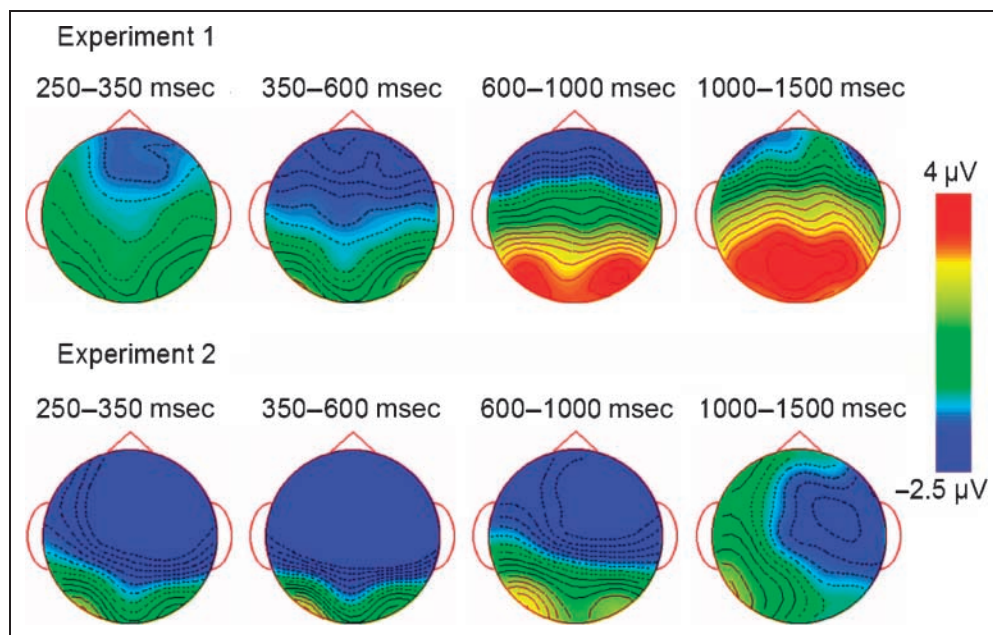 Experiment 1
250–350 msec
350–600 msec
600–1000 msec
1000–1500 msec
4 µV
Experiment 2
250–350 msec
350–600 msec
600–1000 msec
1000–1500 msec
–2.5 µV